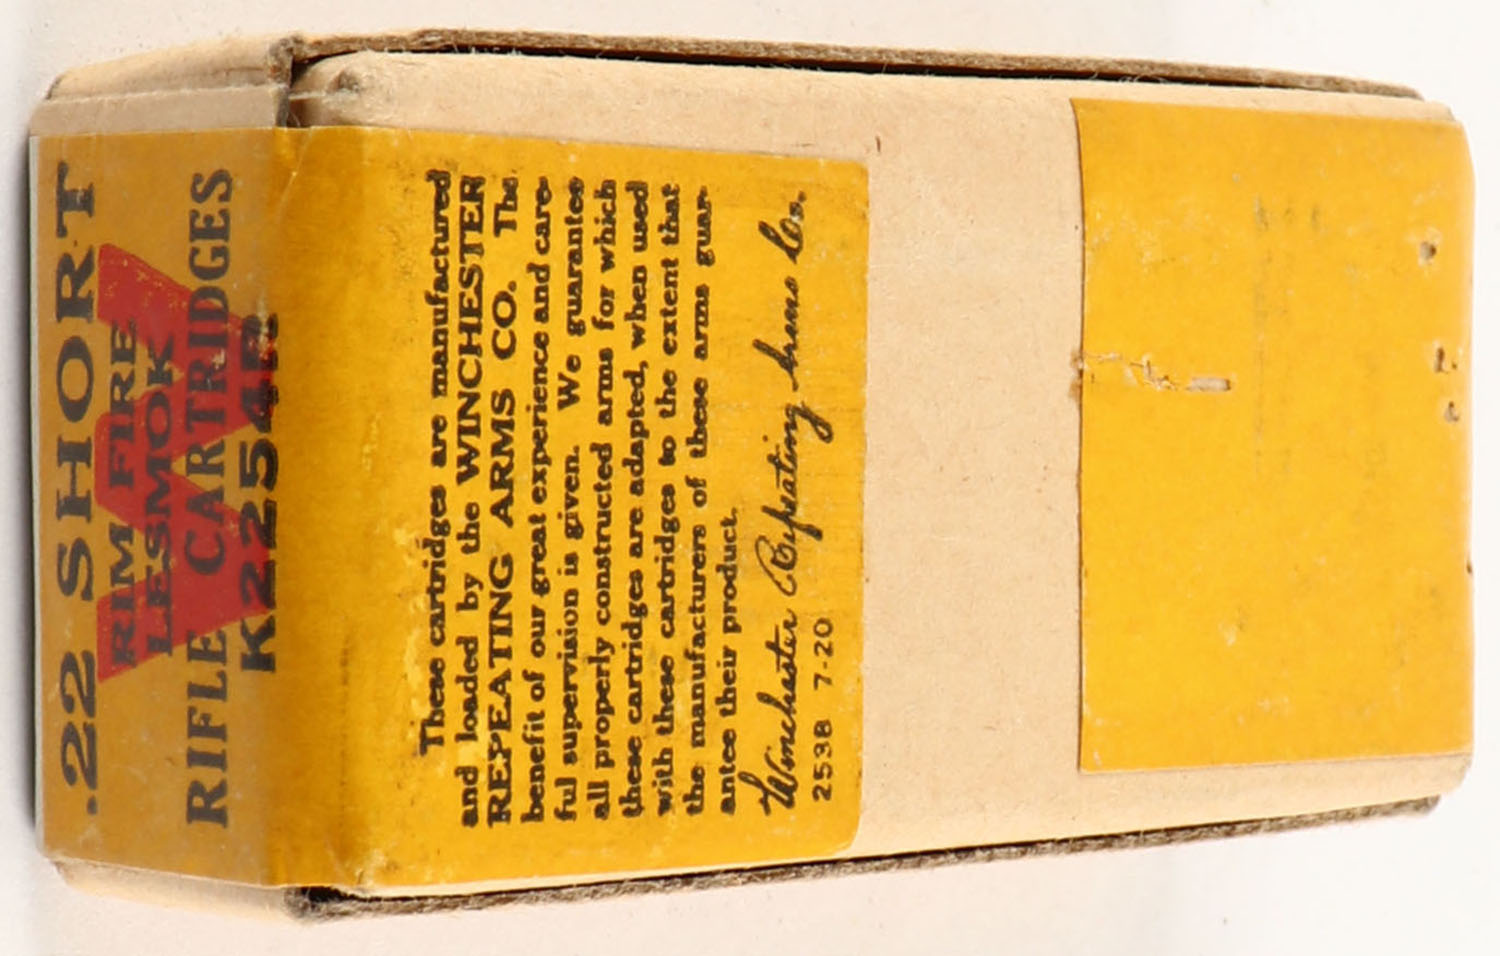 .22 SHORT
RIM FIRE
LESMOK
RIFLE CARTRIDGES
K2254R
W
These cartridges are manufactured
and loaded by the WINCHESTER
REPEATING ARMS CO. The
benefit of our great experience and care-
ful supervision is given. We guarantee
all properly constructed arms for which
these cartridges are adapted, when used
with these cartridges to the extent that
the manufacturers of these arms guar-
antee their product.
Winchester Repeating Arms Co.
2538 7-20